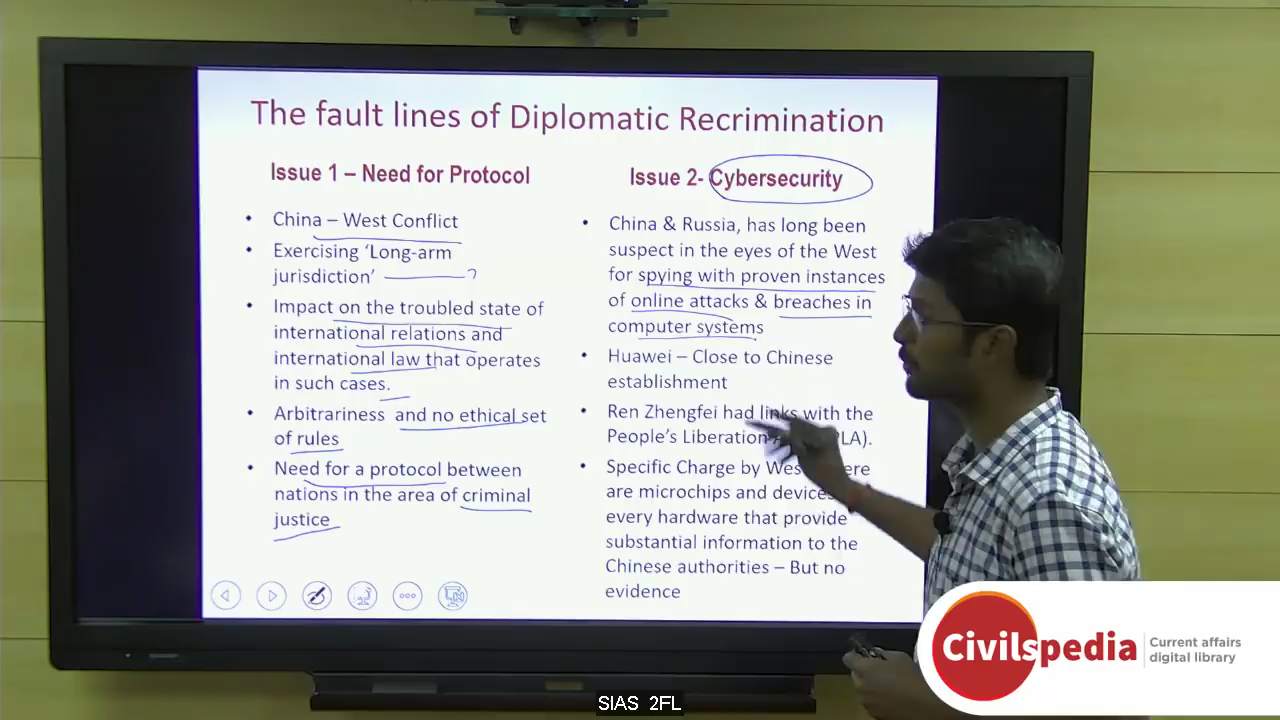 The fault lines of Diplomatic Recrimination
Issue 1 – Need for Protocol
• China – West Conflict
• Exercising 'Long-arm
jurisdiction' ?
• Impact on the troubled state of
international relations and
international law that operates
in such cases.
• Arbitrariness and no ethical set
of rules
• Need for a protocol between
nations in the area of criminal
justice
Issue 2- Cybersecurity
• China & Russia, has long been
suspect in the eyes of the West
for spying with proven instances
of online attacks & breaches in
computer systems
• Huawei – Close to Chinese
establishment
• Ren Zhengfei had links with the
People's Liberation PLA).
• Specific Charge by
are microchips and devices
every hardware that provide
substantial information to the
Chinese authorities – But no
evidence
Civilspedia
Current affairs
digital library
SIAS 2FL